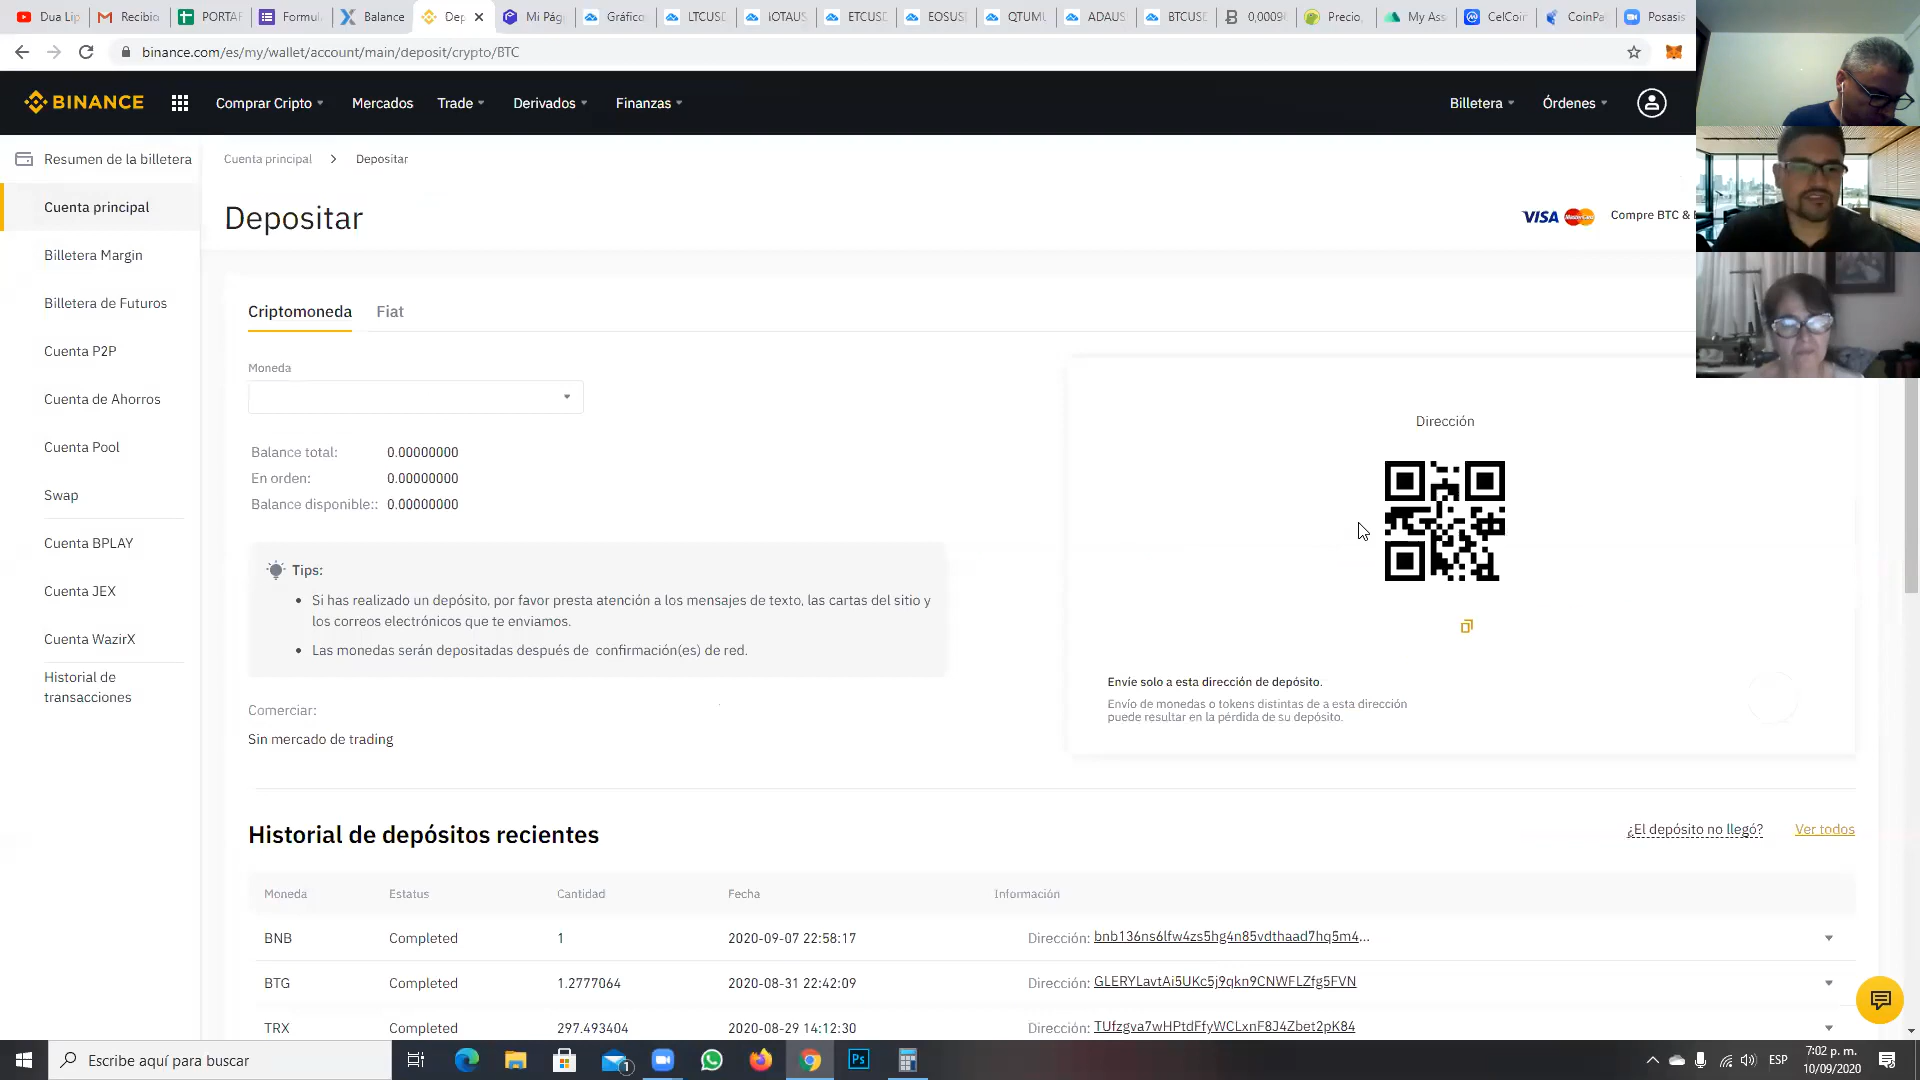 Dua Lip
Recibio
PORTAF
Formul
Balance
Dep
Mi Pág
Gráfico
LTCUSD
IOTAUS
ETCUSD
EOSUS
QTUMU
ADAUS
BTCUSD
0,0009
Precio,
My Ass
CelCoin
CoinPa
Posasis
binance.com/es/my/wallet/account/main/deposit/crypto/BTC
BINANCE
Comprar Cripto
Mercados
Trade
Derivados
Finanzas
Billetera
Órdenes
Resumen de la billetera
Cuenta principal
Billetera Margin
Billetera de Futuros
Cuenta P2P
Cuenta de Ahorros
Cuenta Pool
Swap
Cuenta BPLAY
Cuenta JEX
Cuenta WazirX
Historial de
transacciones
Cuenta principal > Depositar
Depositar
VISA MasterCard Compre BTC &
Criptomoneda Fiat
Moneda
Balance total: 0.00000000
En orden: 0.00000000
Balance disponible:: 0.00000000
Tips:
• Si has realizado un depósito, por favor presta atención a los mensajes de texto, las cartas del sitio y
los correos electrónicos que te enviamos.
• Las monedas serán depositadas después de confirmación(es) de red.
Comerciar:
Sin mercado de trading
Dirección
Envíe solo a esta dirección de depósito.
Envío de monedas o tokens distintas de a esta dirección
puede resultar en la pérdida de su depósito.
Historial de depósitos recientes
¿El depósito no llegó? Ver todos
Moneda Estatus Cantidad Fecha Información
BNB Completed 1 2020-09-07 22:58:17 Dirección: bnb136ns6lfw4zs5hg4n85vdthaad7hq5m4...
BTG Completed 1.2777064 2020-08-31 22:42:09 Dirección: GLERYLavtAi5UKc5j9qkn9CNWFLZfg5FVN
TRX Completed 297.493404 2020-08-29 14:12:30 Dirección: TUfzgva7wHPtdFfyWCLxnF8J4Zbet2pK84
Escribe aquí para buscar
1
Ps
ESP
7:02 p. m.
10/09/2020